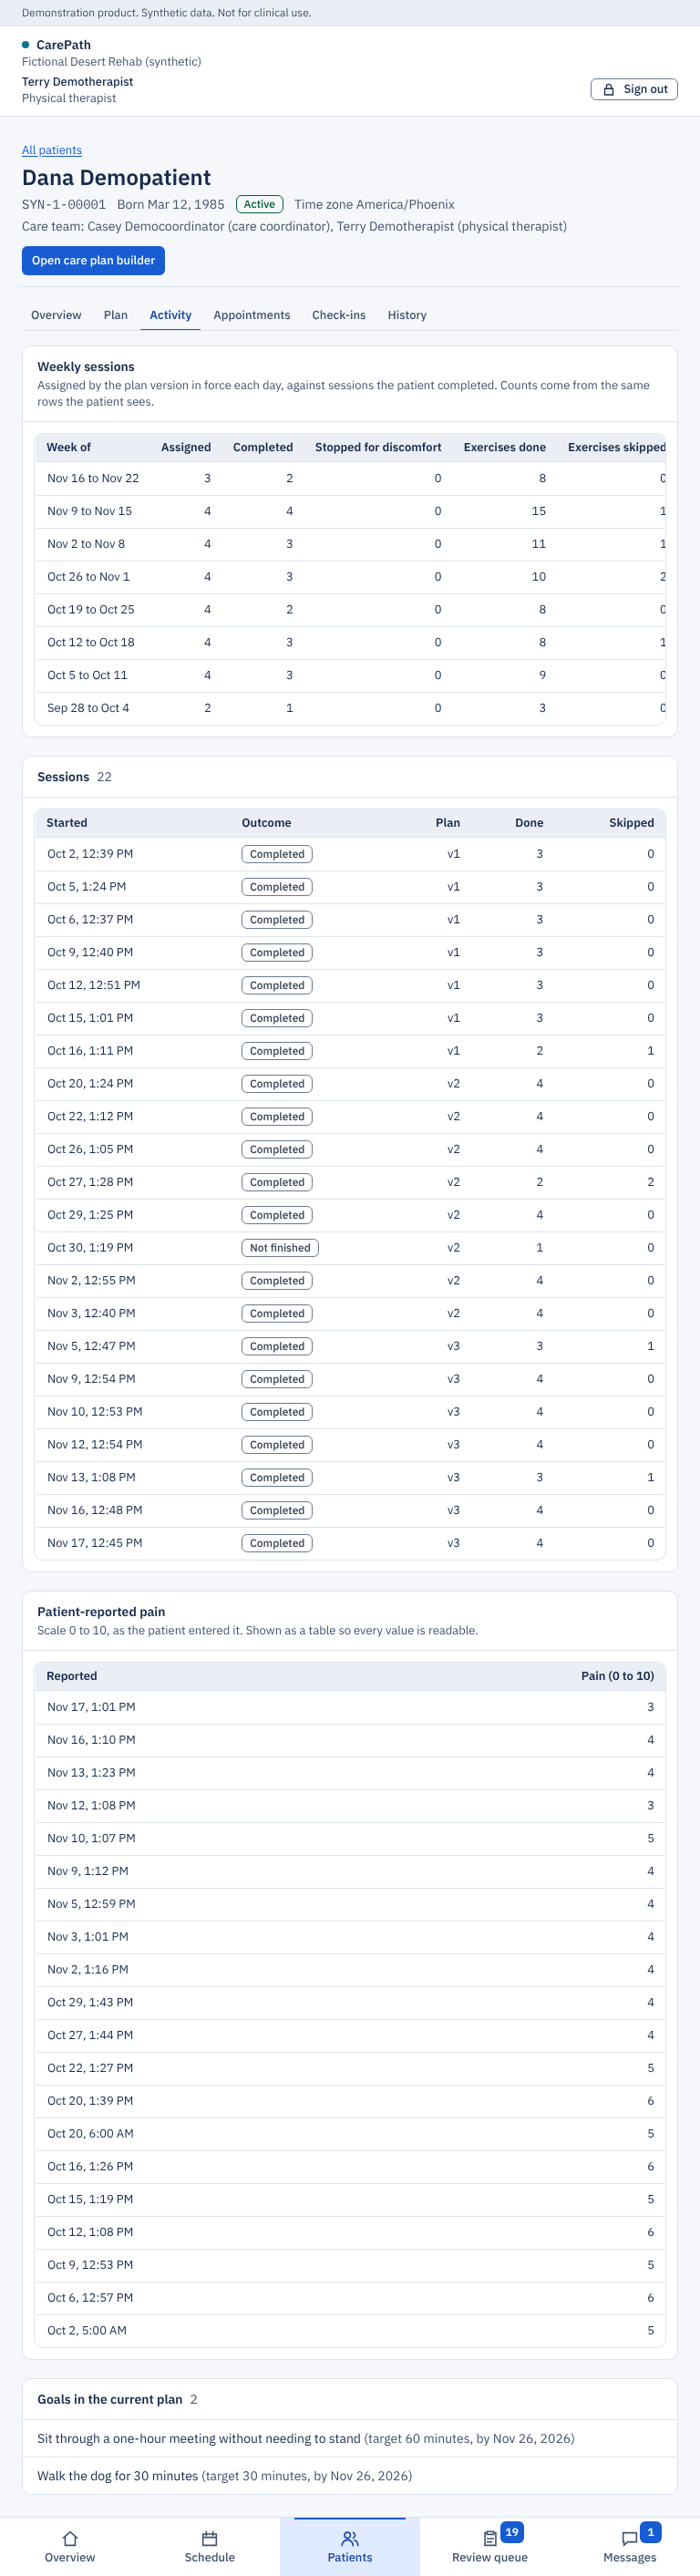 Demonstration product. Synthetic data. Not for clinical use.
CarePath
Fictional Desert Rehab (synthetic)
Terry Demotherapist
Physical therapist
Sign out
All patients
Dana Demopatient
SYN-1-00001 Born Mar 12, 1985 Active Time zone America/Phoenix
Care team: Casey Democoordinator (care coordinator), Terry Demotherapist (physical therapist)
Open care plan builder
Overview Plan Activity Appointments Check-ins History
Weekly sessions
Assigned by the plan version in force each day, against sessions the patient completed. Counts come from the same
rows the patient sees.
Week of Assigned Completed Stopped for discomfort Exercises done Exercises skipped
Nov 16 to Nov 22 3 2 0 8 0
Nov 9 to Nov 15 4 4 0 15 1
Nov 2 to Nov 8 4 3 0 11 1
Oct 26 to Nov 1 4 3 0 10 2
Oct 19 to Oct 25 4 2 0 8 0
Oct 12 to Oct 18 4 3 0 8 1
Oct 5 to Oct 11 4 3 0 9 0
Sep 28 to Oct 4 2 1 0 3 0
Sessions 22
Started Outcome Plan Done Skipped
Oct 2, 12:39 PM Completed v1 3 0
Oct 5, 1:24 PM Completed v1 3 0
Oct 6, 12:37 PM Completed v1 3 0
Oct 9, 12:40 PM Completed v1 3 0
Oct 12, 12:51 PM Completed v1 3 0
Oct 15, 1:01 PM Completed v1 3 0
Oct 16, 1:11 PM Completed v1 2 1
Oct 20, 1:24 PM Completed v2 4 0
Oct 22, 1:12 PM Completed v2 4 0
Oct 26, 1:05 PM Completed v2 4 0
Oct 27, 1:28 PM Completed v2 2 2
Oct 29, 1:25 PM Completed v2 4 0
Oct 30, 1:19 PM Not finished v2 1 0
Nov 2, 12:55 PM Completed v2 4 0
Nov 3, 12:40 PM Completed v2 4 0
Nov 5, 12:47 PM Completed v3 3 1
Nov 9, 12:54 PM Completed v3 4 0
Nov 10, 12:53 PM Completed v3 4 0
Nov 12, 12:54 PM Completed v3 4 0
Nov 13, 1:08 PM Completed v3 3 1
Nov 16, 12:48 PM Completed v3 4 0
Nov 17, 12:45 PM Completed v3 4 0
Patient-reported pain
Scale 0 to 10, as the patient entered it. Shown as a table so every value is readable.
Reported Pain (0 to 10)
Nov 17, 1:01 PM 3
Nov 16, 1:10 PM 4
Nov 13, 1:23 PM 4
Nov 12, 1:08 PM 3
Nov 10, 1:07 PM 5
Nov 9, 1:12 PM 4
Nov 5, 12:59 PM 4
Nov 3, 1:01 PM 4
Nov 2, 1:16 PM 4
Oct 29, 1:43 PM 4
Oct 27, 1:44 PM 4
Oct 22, 1:27 PM 5
Oct 20, 1:39 PM 6
Oct 20, 6:00 AM 5
Oct 16, 1:26 PM 6
Oct 15, 1:19 PM 5
Oct 12, 1:08 PM 6
Oct 9, 12:53 PM 5
Oct 6, 12:57 PM 6
Oct 2, 5:00 AM 5
Goals in the current plan 2
Sit through a one-hour meeting without needing to stand (target 60 minutes, by Nov 26, 2026)
Walk the dog for 30 minutes (target 30 minutes, by Nov 26, 2026)
19 1
Overview Schedule Patients Review queue Messages